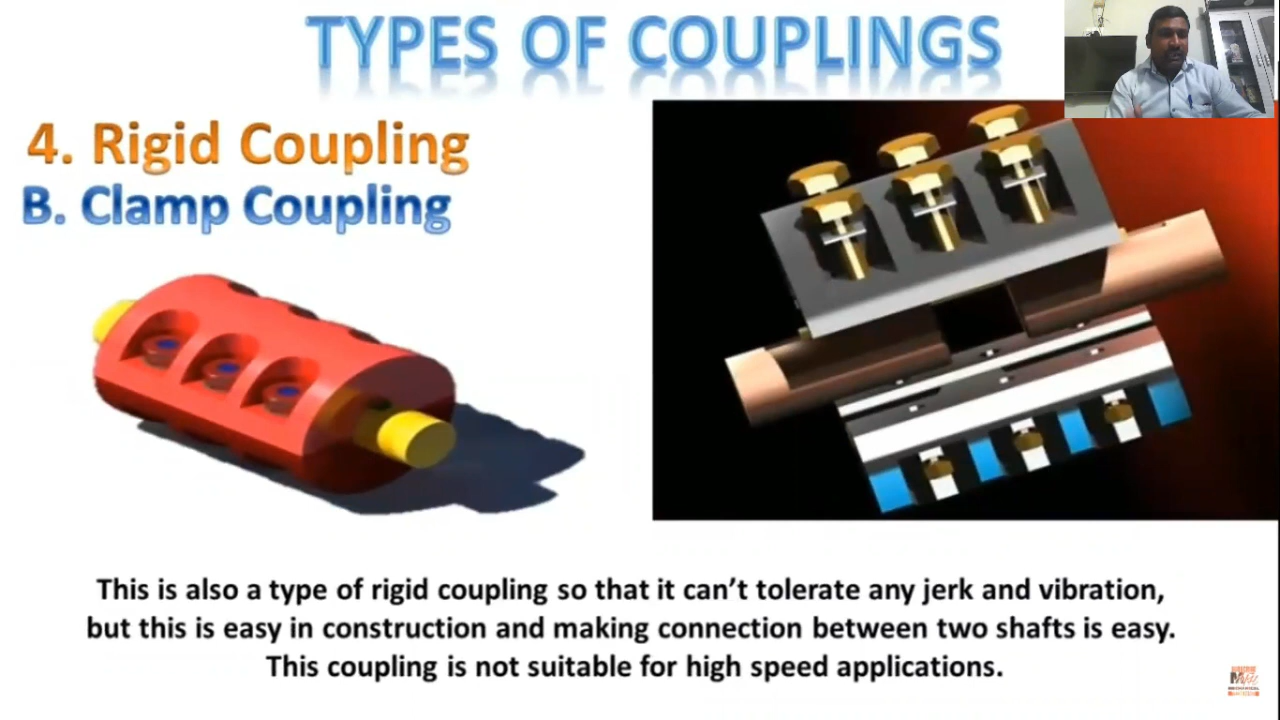 TYPES OF COUPLINGS
4. Rigid Coupling
B. Clamp Coupling
This is also a type of rigid coupling so that it can't tolerate any jerk and vibration,
but this is easy in construction and making connection between two shafts is easy.
This coupling is not suitable for high speed applications.